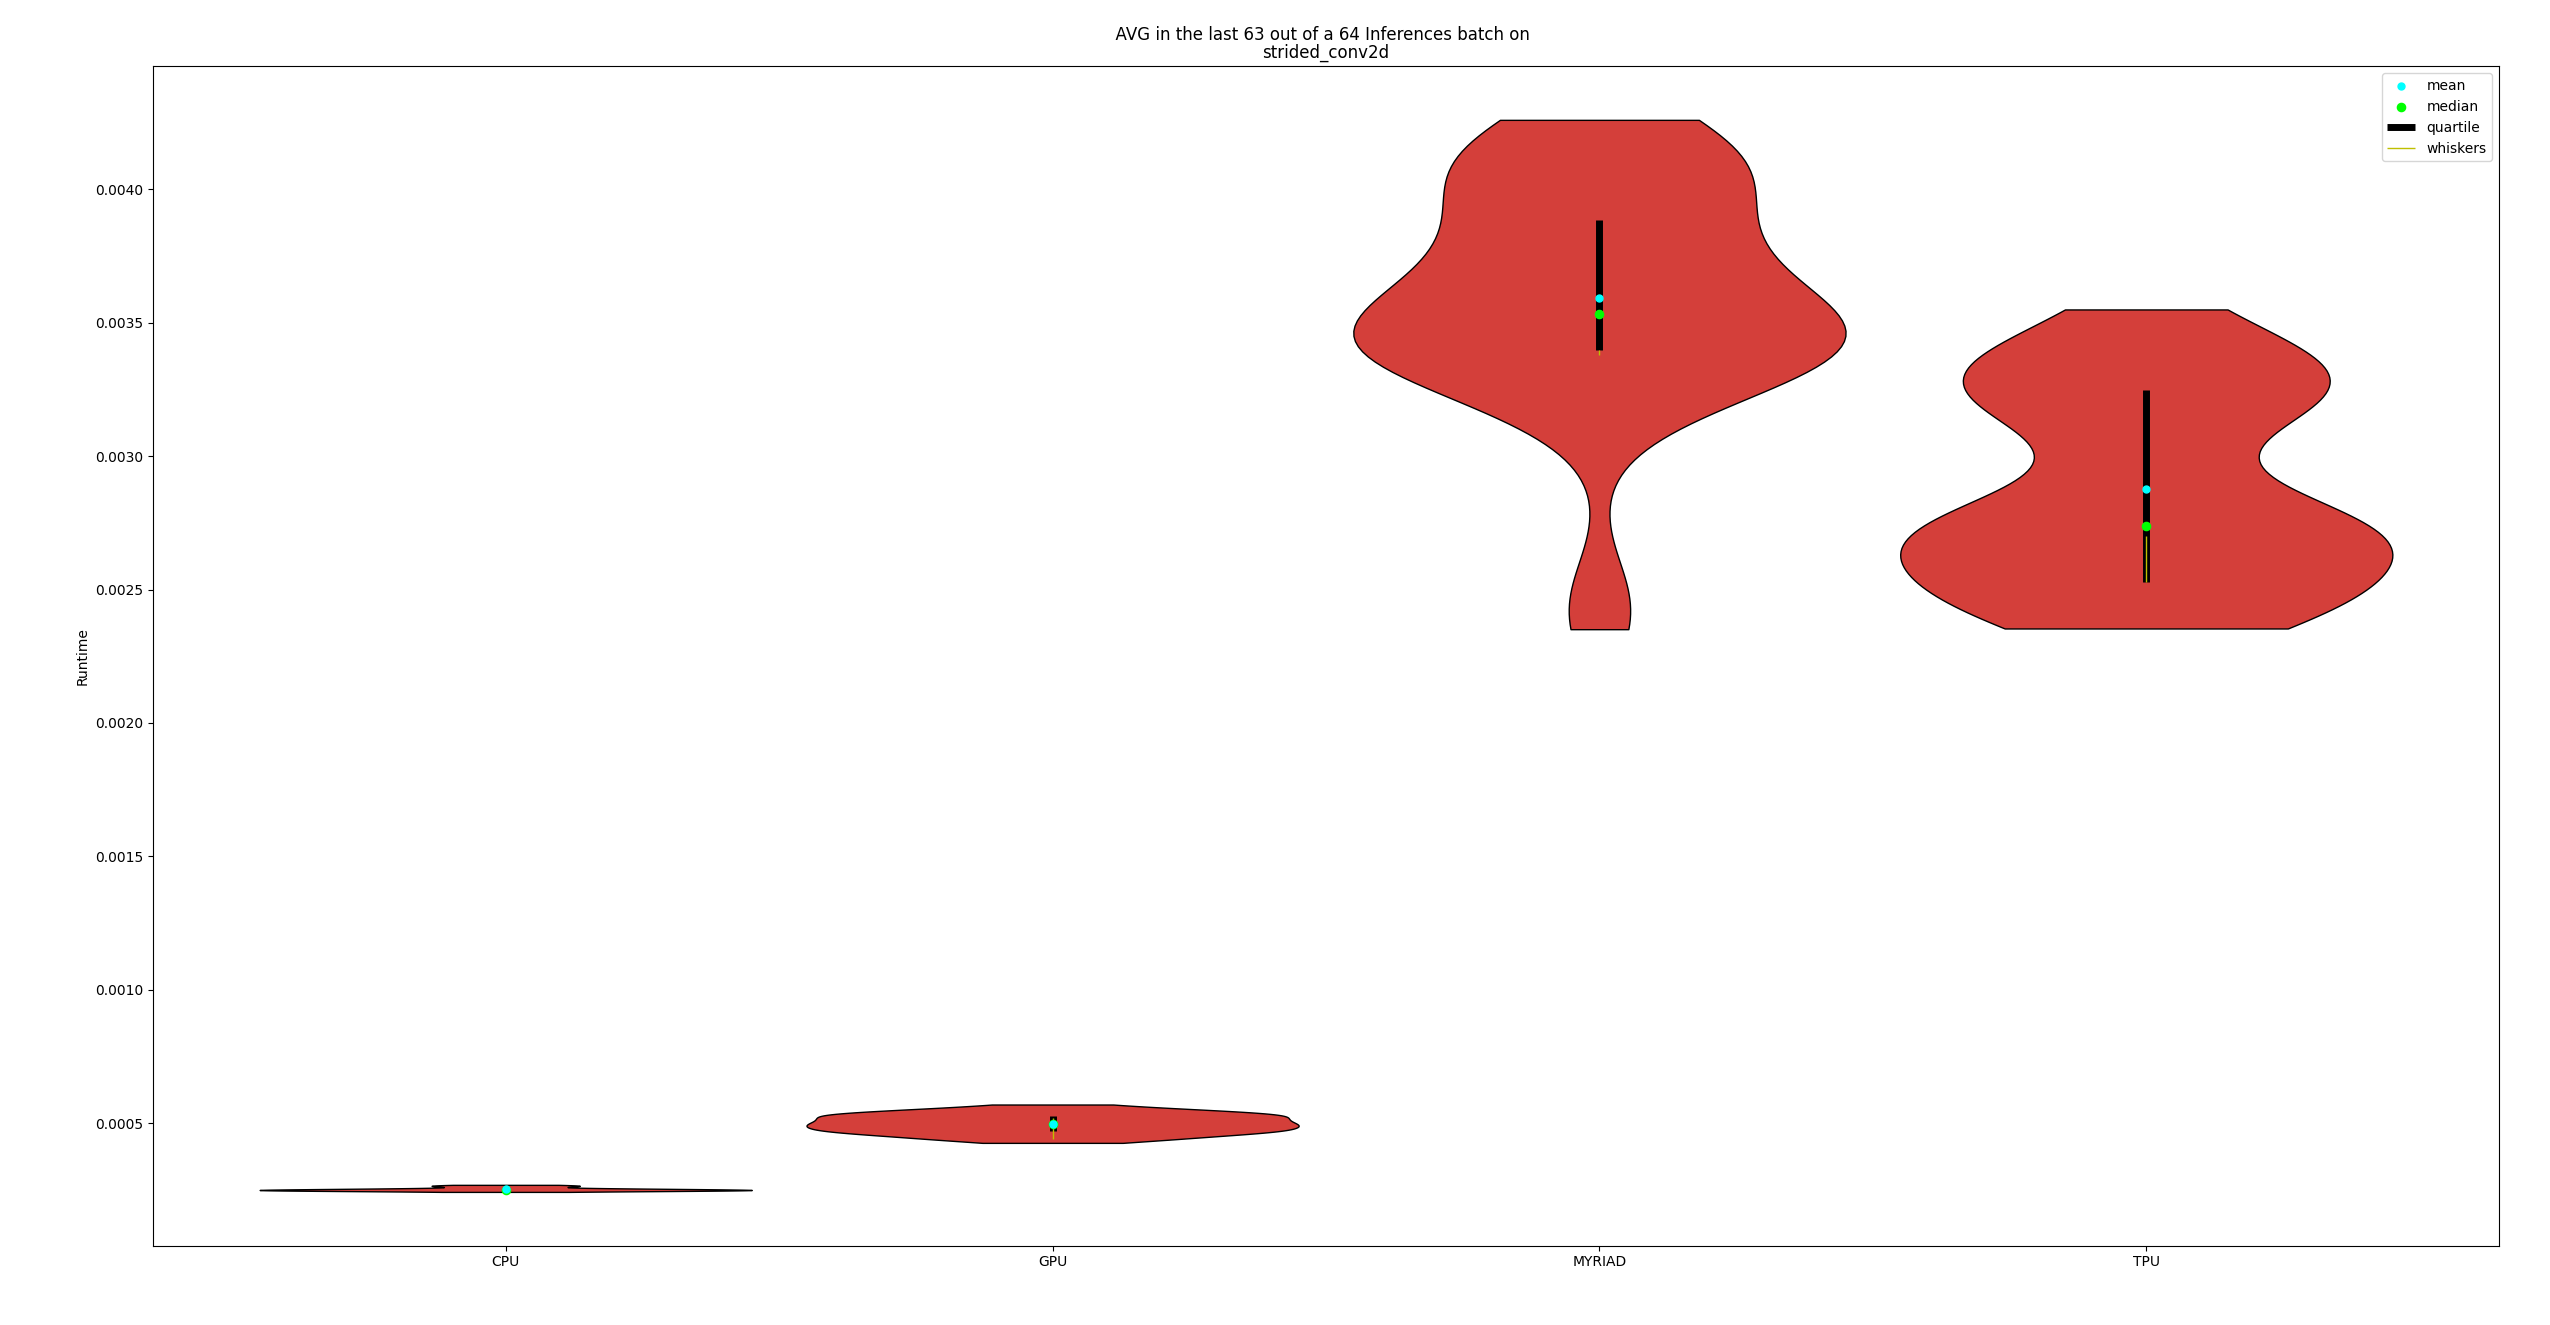 AVG in the last 63 out of a 64 Inferences batch on
strided_conv2d
mean
median
quartile
whiskers
0.0040
0.0035
0.0030
0.0025
0.0020
0.0015
0.0010
0.0005
Runtime
CPU
GPU
MYRIAD
TPU